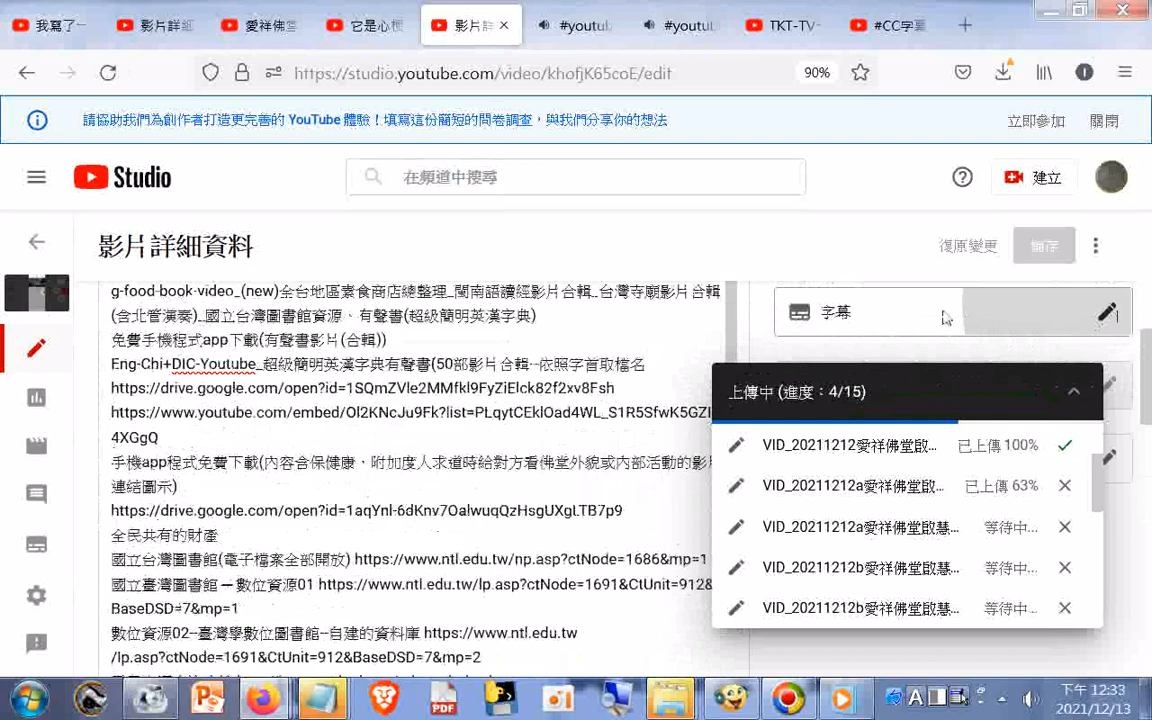 我寫了一
影片詳細
愛祥佛堂
它是心
影片詳
#youtub
#youtub
TKT-TV-
#CC字幕
https://studio.youtube.com/video/khofjK65coE/edit
90%
請協助我們為創作者打造更完善的 YouTube 體驗！填寫這份簡短的問卷調查，與我們分享你的想法
立即參加
關閉
Studio
在頻道中搜尋
建立
影片詳細資料
復原變更
儲存
g-food-book-video_(new)全台地區素食商店總整理_閩南語讀經影片合輯_台灣寺廟影片合輯
(含北管演奏)_國立台灣圖書館資源、有聲書(超級簡明英漢字典)
免費手機程式app下載(有聲書影片(合輯))
Eng-Chi+DIC-Youtube_超級簡明英漢字典有聲書(50部影片合輯--依照字首取檔名
https://drive.google.com/open?id=1SQmZVle2MMfkl9FyZiElck82f2xv8Fsh
https://www.youtube.com/embed/Ol2KNcJu9Fk?list=PLqytCEklOad4WL_S1R5SfwK5GZI
4XGgQ
手機app程式免費下載(內容含保健康、附加度人求道時給對方看佛堂外貌或內部活動的影片
連結圖示)
https://drive.google.com/open?id=1aqYnl-6dKnv7OalwuqQzHsgUXgLTB7p9
全民共有的財產
國立台灣圖書館(電子檔案全部開放) https://www.ntl.edu.tw/np.asp?ctNode=1686&mp=1
國立臺灣圖書館 ─ 數位資源01 https://www.ntl.edu.tw/lp.asp?ctNode=1691&CtUnit=912&
BaseDSD=7&mp=1
數位資源02--臺灣學數位圖書館--自建的資料庫 https://www.ntl.edu.tw
/lp.asp?ctNode=1691&CtUnit=912&BaseDSD=7&mp=2
字幕
上傳中 (進度：4/15)
VID_20211212愛祥佛堂啟... 已上傳 100%
VID_20211212a愛祥佛堂啟... 已上傳 63%
VID_20211212a愛祥佛堂啟慧... 等待中...
VID_20211212b愛祥佛堂啟慧... 等待中...
VID_20211212b愛祥佛堂啟慧... 等待中...
下午 12:33
2021/12/13